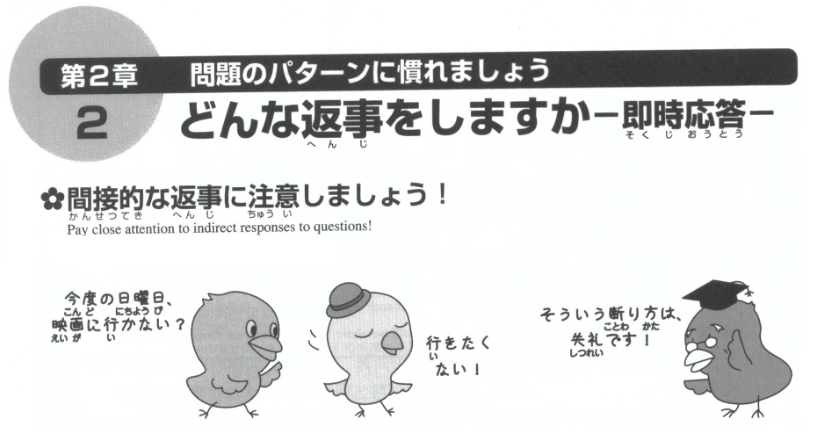 第2章 問題のパターンに慣れましょう
2 どんな返事をしますか－即時応答－
へんじ そくじおうとう
✿間接的な返事に注意しましょう！
かんせつてき へんじ ちゅうい
Pay close attention to indirect responses to questions!
今度の日曜日、
こんど にちようび
映画に行かない？
えいが い
行きたく
い
ない！
そういう断り方は、
ことわ かた
失礼です！
しつれい